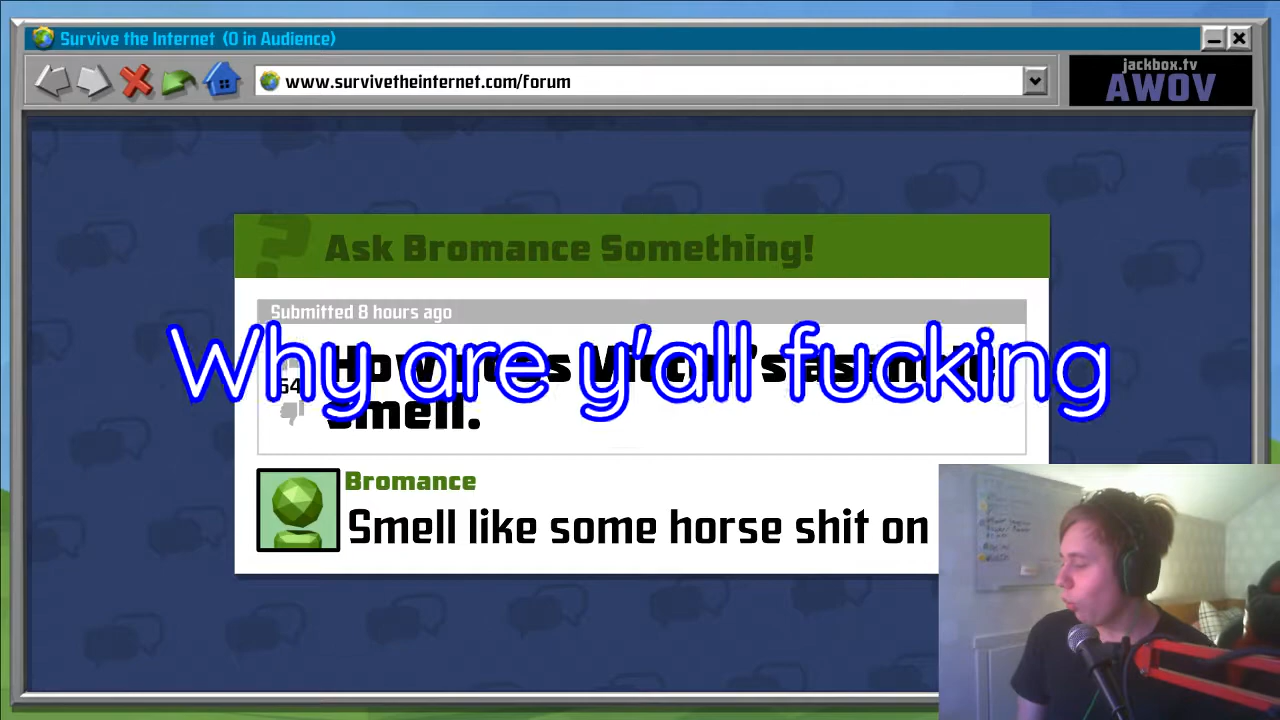 Survive the Internet (0 in Audience)
www.survivetheinternet.com/forum
jackbox.tv
AWOV
Ask Bromance Something!
Submitted 8 hours ago
Why are y'all fucking
54
smell.
Bromance
Smell like some horse shit on